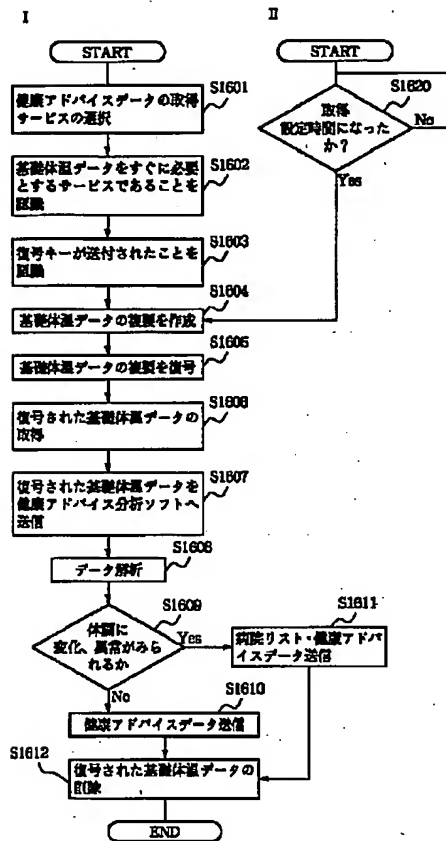 I
II
START
START
S1601
健康アドバイスデータの取得
サービスの選択
S1620
取得
設定時間になった
か?
No
Yes
S1602
基礎体温データをすぐに必要
とするサービスであることを
認識
S1603
復号キーが送付されたことを
認識
S1604
基礎体温データの複製を作成
S1605
基礎体温データの複製を復号
S1606
復号された基礎体温データの
取得
S1607
復号された基礎体温データを
健康アドバイス分析ソフトへ
送信
S1608
データ解析
S1609
体調に
変化、異常がみら
れるか
Yes
No
S1611
病院リスト・健康アドバ
イスデータ送信
S1610
健康アドバイスデータ送信
S1612
復号された基礎体温データの
削除
END